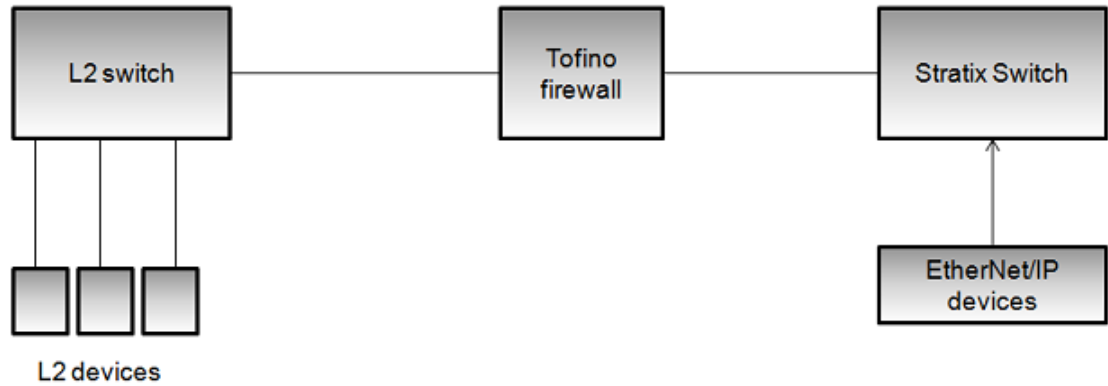 L2 switch
Tofino
firewall
Stratix Switch
EtherNet/IP
devices
L2 devices